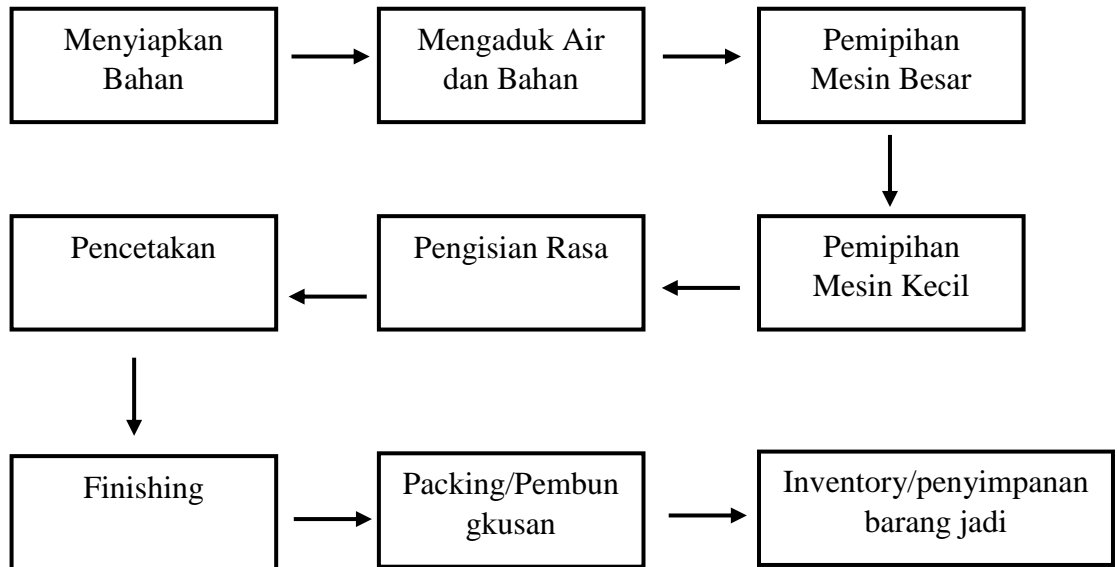 Menyiapkan
Bahan
Mengaduk Air
dan Bahan
Pemipihan
Mesin Besar
Pemipihan
Mesin Kecil
Pengisian Rasa
Pencetakan
Finishing
Packing/Pembun
gkusan
Inventory/penyimpanan
barang jadi